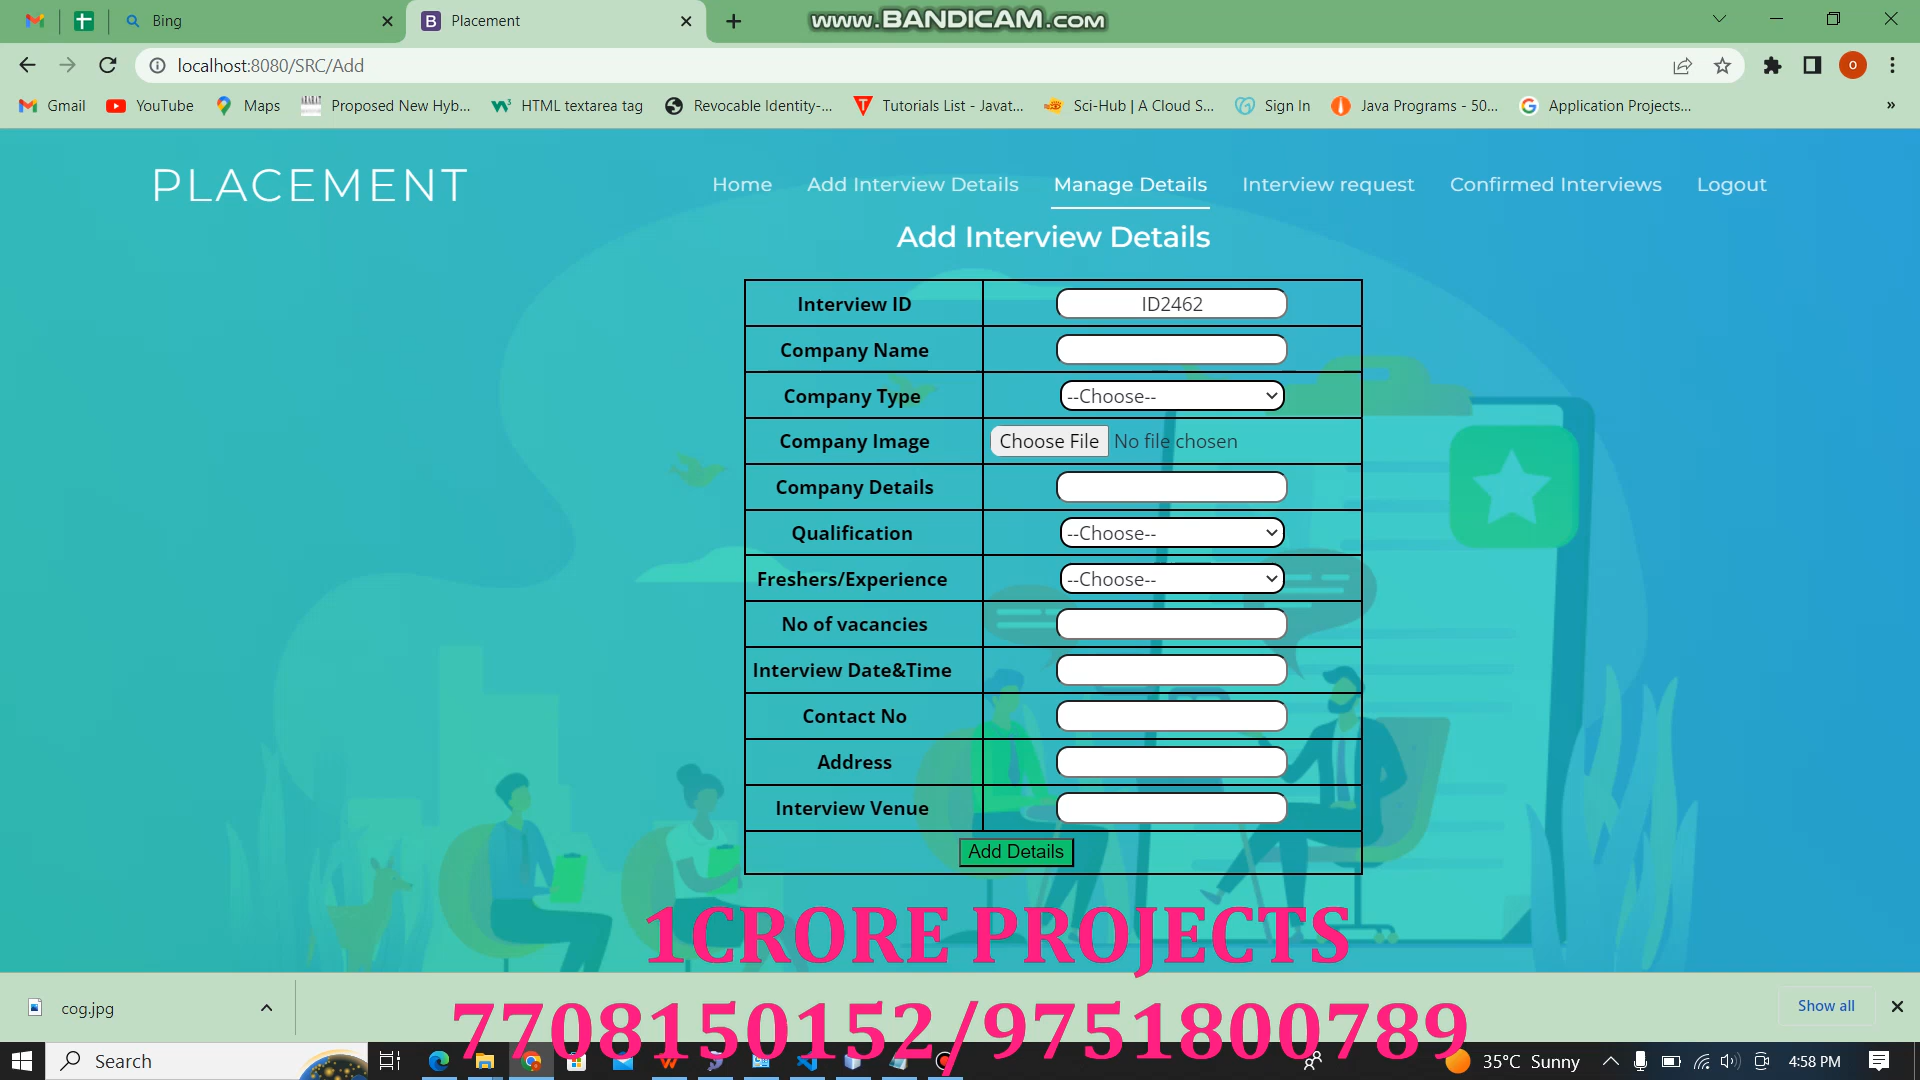 Bing
Placement
www.BANDICAM.com
localhost:8080/SRC/Add
O
Gmail
YouTube
Maps
Proposed New Hyb...
HTML textarea tag
Revocable Identity-...
Tutorials List - Javat...
Sci-Hub | A Cloud S...
Sign In
Java Programs - 50...
Application Projects...
»
PLACEMENT
Home
Add Interview Details
Manage Details
Interview request
Confirmed Interviews
Logout
Add Interview Details
Interview ID
ID2462
Company Name
Company Type
--Choose--
Company Image
Choose File No file chosen
Company Details
Qualification
--Choose--
Freshers/Experience
--Choose--
No of vacancies
Interview Date&Time
Contact No
Address
Interview Venue
Add Details
1CRORE PROJECTS
7708150152/9751800789
cog.jpg
Show all
Search
35°C Sunny
4:58 PM